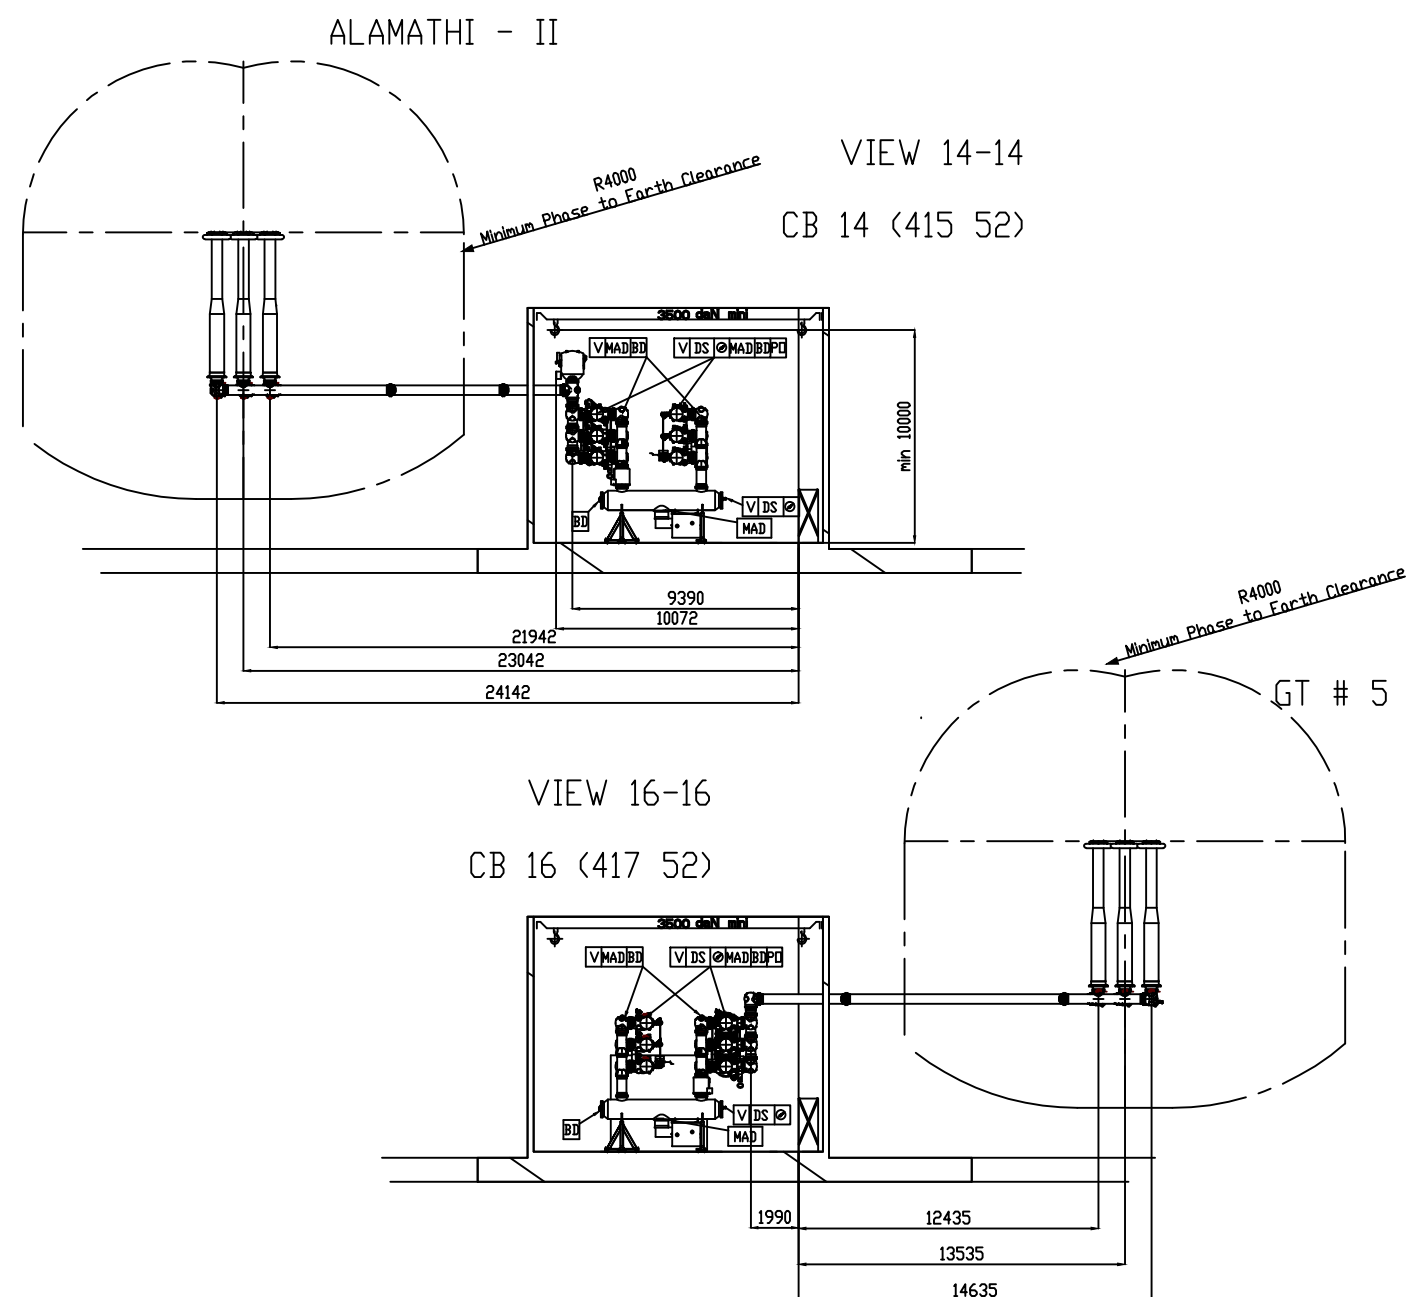 ALAMATHI - II
VIEW 14-14
R4000
Minimum Phase to Earth Clearance
CB 14 (415 52)
3500 daN mini
V MAD BD
V DS MAD BD PD
min 10000
V DS
BD
MAD
9390
10072
21942
23042
24142
R4000
Minimum Phase to Earth Clearance
GT # 5
VIEW 16-16
CB 16 (417 52)
3500 daN mini
V MAD BD
V DS MAD BD PD
V DS
BD
MAD
1990
12435
13535
14635